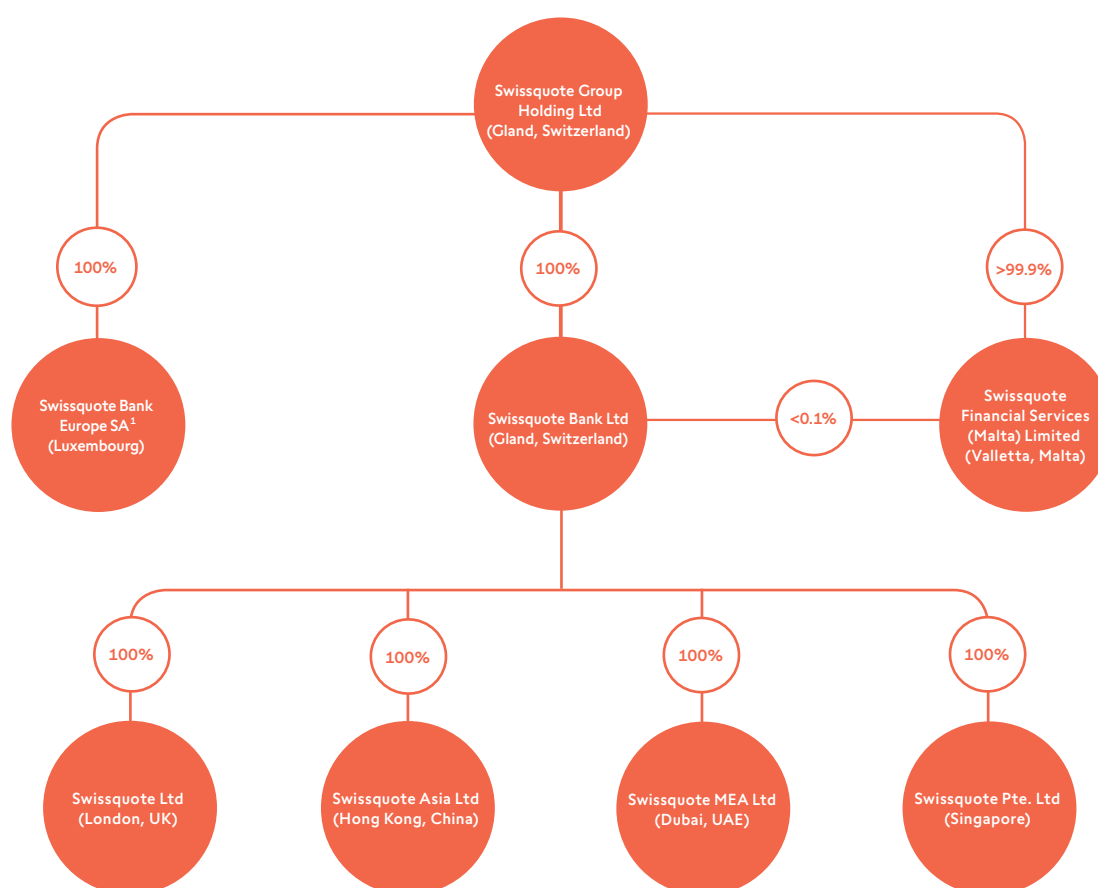 Swissquote Group
Holding Ltd
(Gland, Switzerland)
100%
100%
>99.9%
Swissquote Bank
Europe SA¹
(Luxembourg)
Swissquote Bank Ltd
(Gland, Switzerland)
<0.1%
Swissquote
Financial Services
(Malta) Limited
(Valletta, Malta)
100%
100%
100%
100%
Swissquote Ltd
(London, UK)
Swissquote Asia Ltd
(Hong Kong, China)
Swissquote MEA Ltd
(Dubai, UAE)
Swissquote Pte. Ltd
(Singapore)